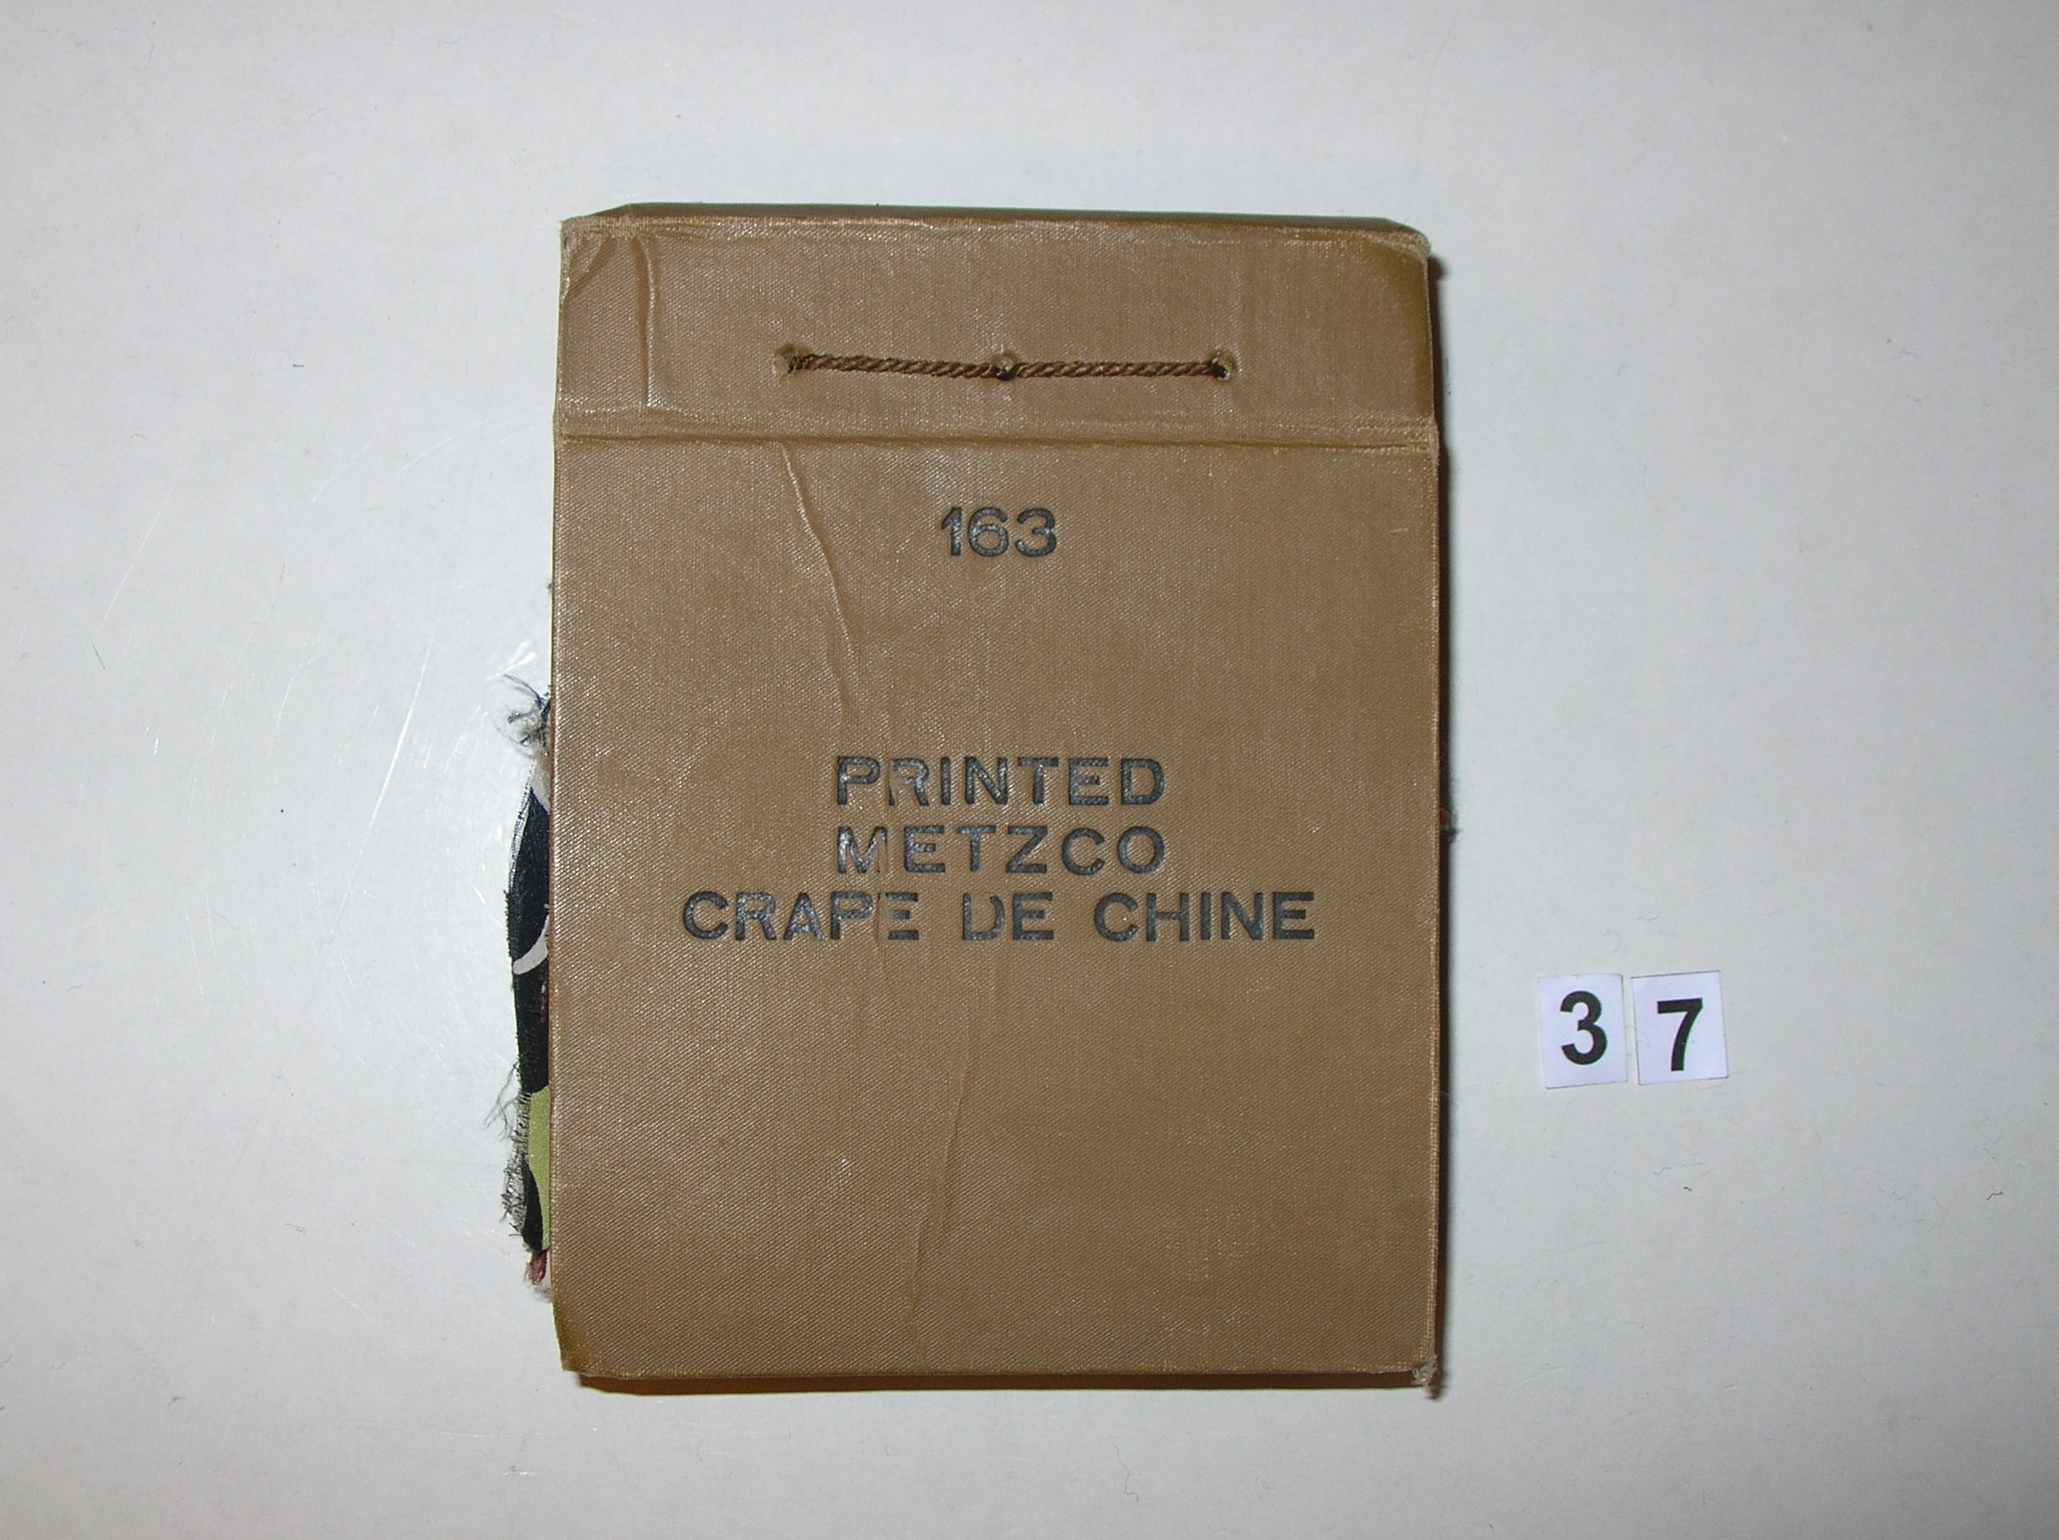 163
PRINTED
METZCO
CRAPE DE CHINE
37